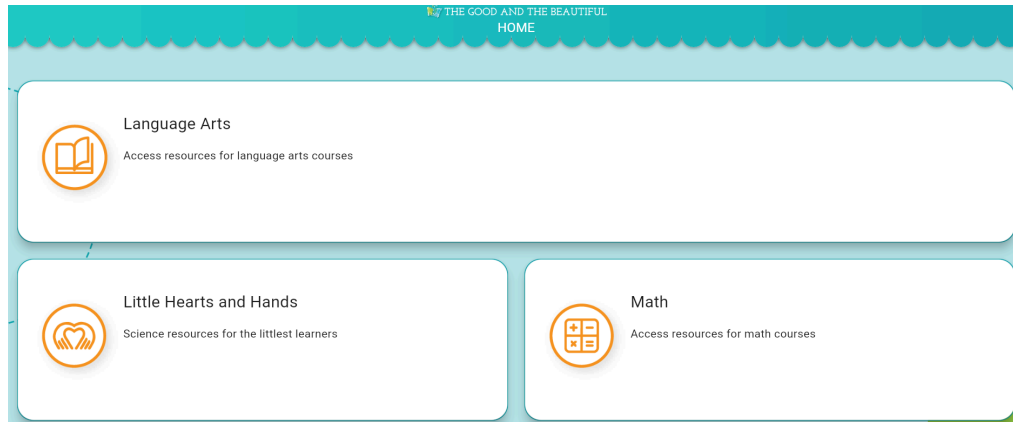 THE GOOD AND THE BEAUTIFUL
HOME
Language Arts
Access resources for language arts courses
Little Hearts and Hands
Science resources for the littlest learners
Math
Access resources for math courses